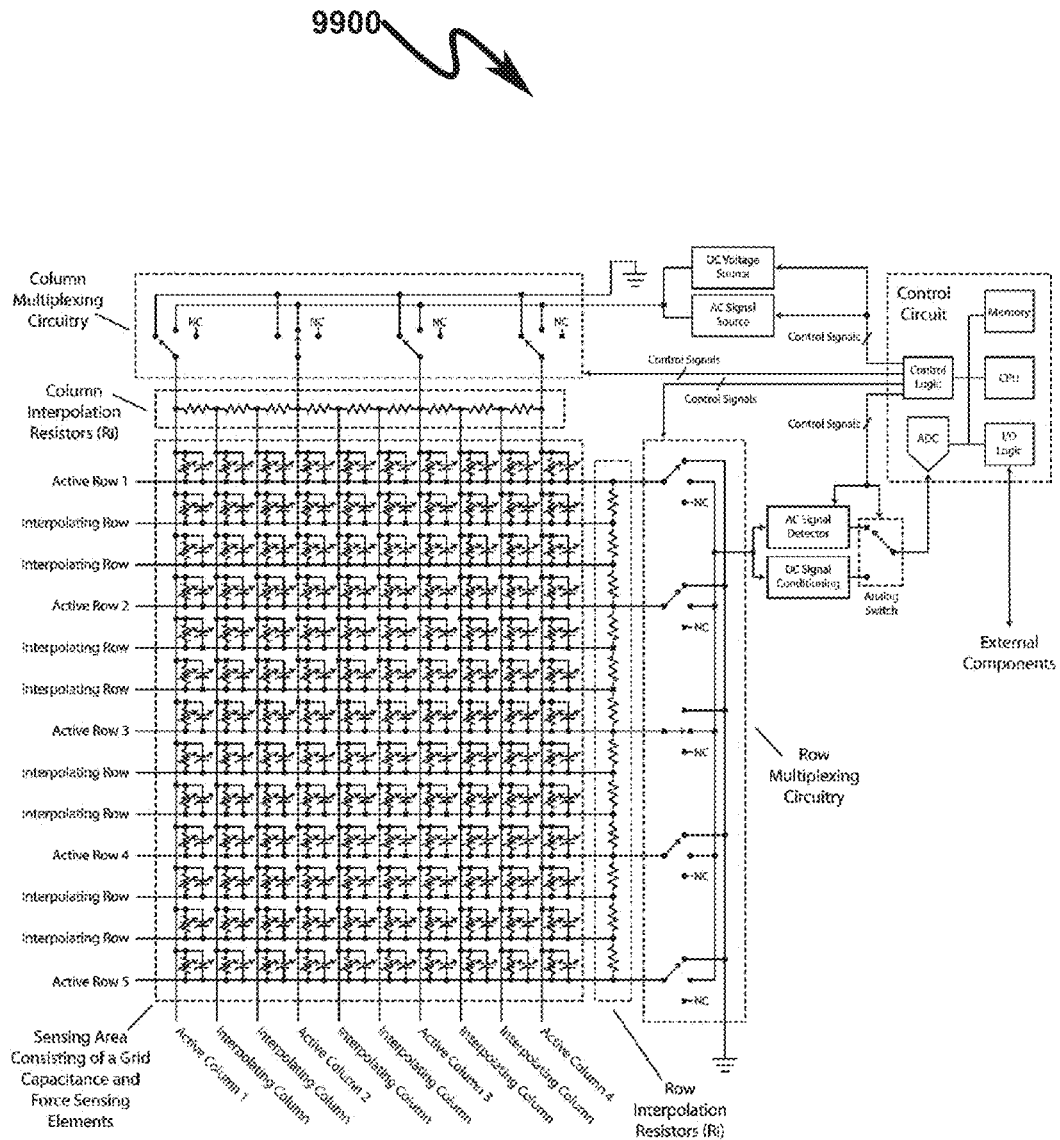 9900
Column
Multiplexing
Circuitry
NC
NC
NC
NC
DC Voltage
Source
AC Signal
Source
Control Signals
Control Signals
Control Signals
Control Signals
Control
Circuit
Memory
Control
Logic
CPU
ADC
I/O
Logic
Column
Interpolation
Resistors (Ri)
Active Row 1
Interpolating Row
Interpolating Row
Active Row 2
Interpolating Row
Interpolating Row
Active Row 3
Interpolating Row
Interpolating Row
Active Row 4
Interpolating Row
Interpolating Row
Active Row 5
NC
NC
NC
NC
NC
AC Signal
Detector
DC Signal
Conditioning
Analog
Switch
External
Components
Row
Multiplexing
Circuitry
Sensing Area
Consisting of a Grid
Capacitance and
Force Sensing
Elements
Active Column 1
Interpolating Column
Interpolating Column
Active Column 2
Interpolating Column
Interpolating Column
Active Column 3
Interpolating Column
Interpolating Column
Active Column 4
Row
Interpolation
Resistors (Ri)